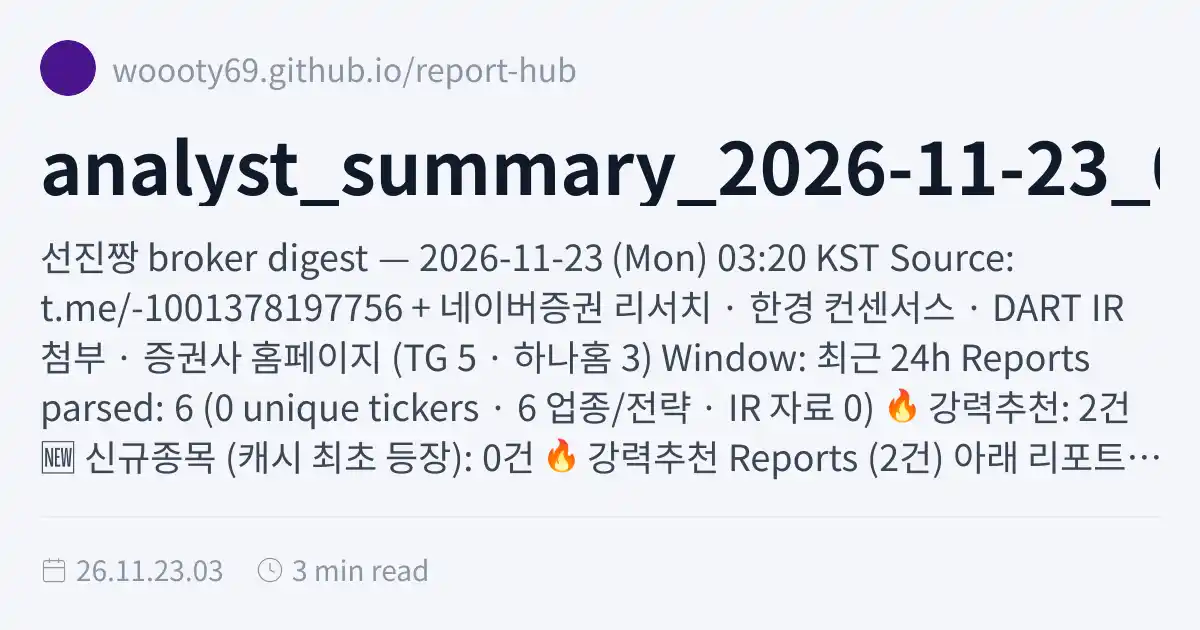 woooty69.github.io/report-hub
analyst_summary_2026-11-23_
선진짱 broker digest — 2026-11-23 (Mon) 03:20 KST Source:
t.me/-1001378197756 + 네이버증권 리서치 · 한경 컨센서스 · DART IR
첨부 · 증권사 홈페이지 (TG 5 · 하나홈 3) Window: 최근 24h Reports
parsed: 6 (0 unique tickers · 6 업종/전략 · IR 자료 0) 🔥 강력추천: 2건
🆕 신규종목 (캐시 최초 등장): 0건 🔥 강력추천 Reports (2건) 아래 리포트…
26.11.23.03
3 min read